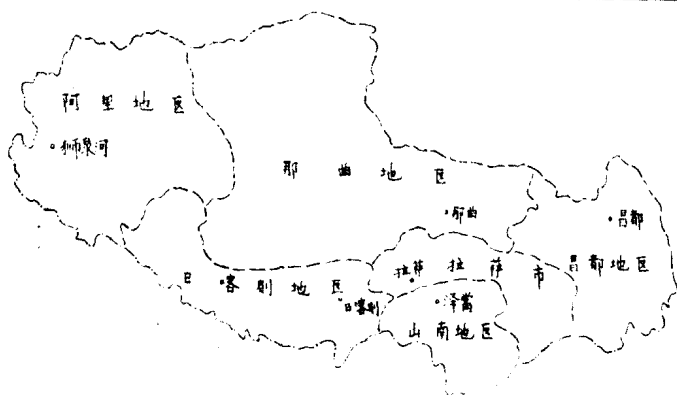 阿里地区
狮泉河
那曲地区
那曲
昌都
昌都地区
拉萨市
拉萨
日喀则地区
日喀则
泽当
山南地区